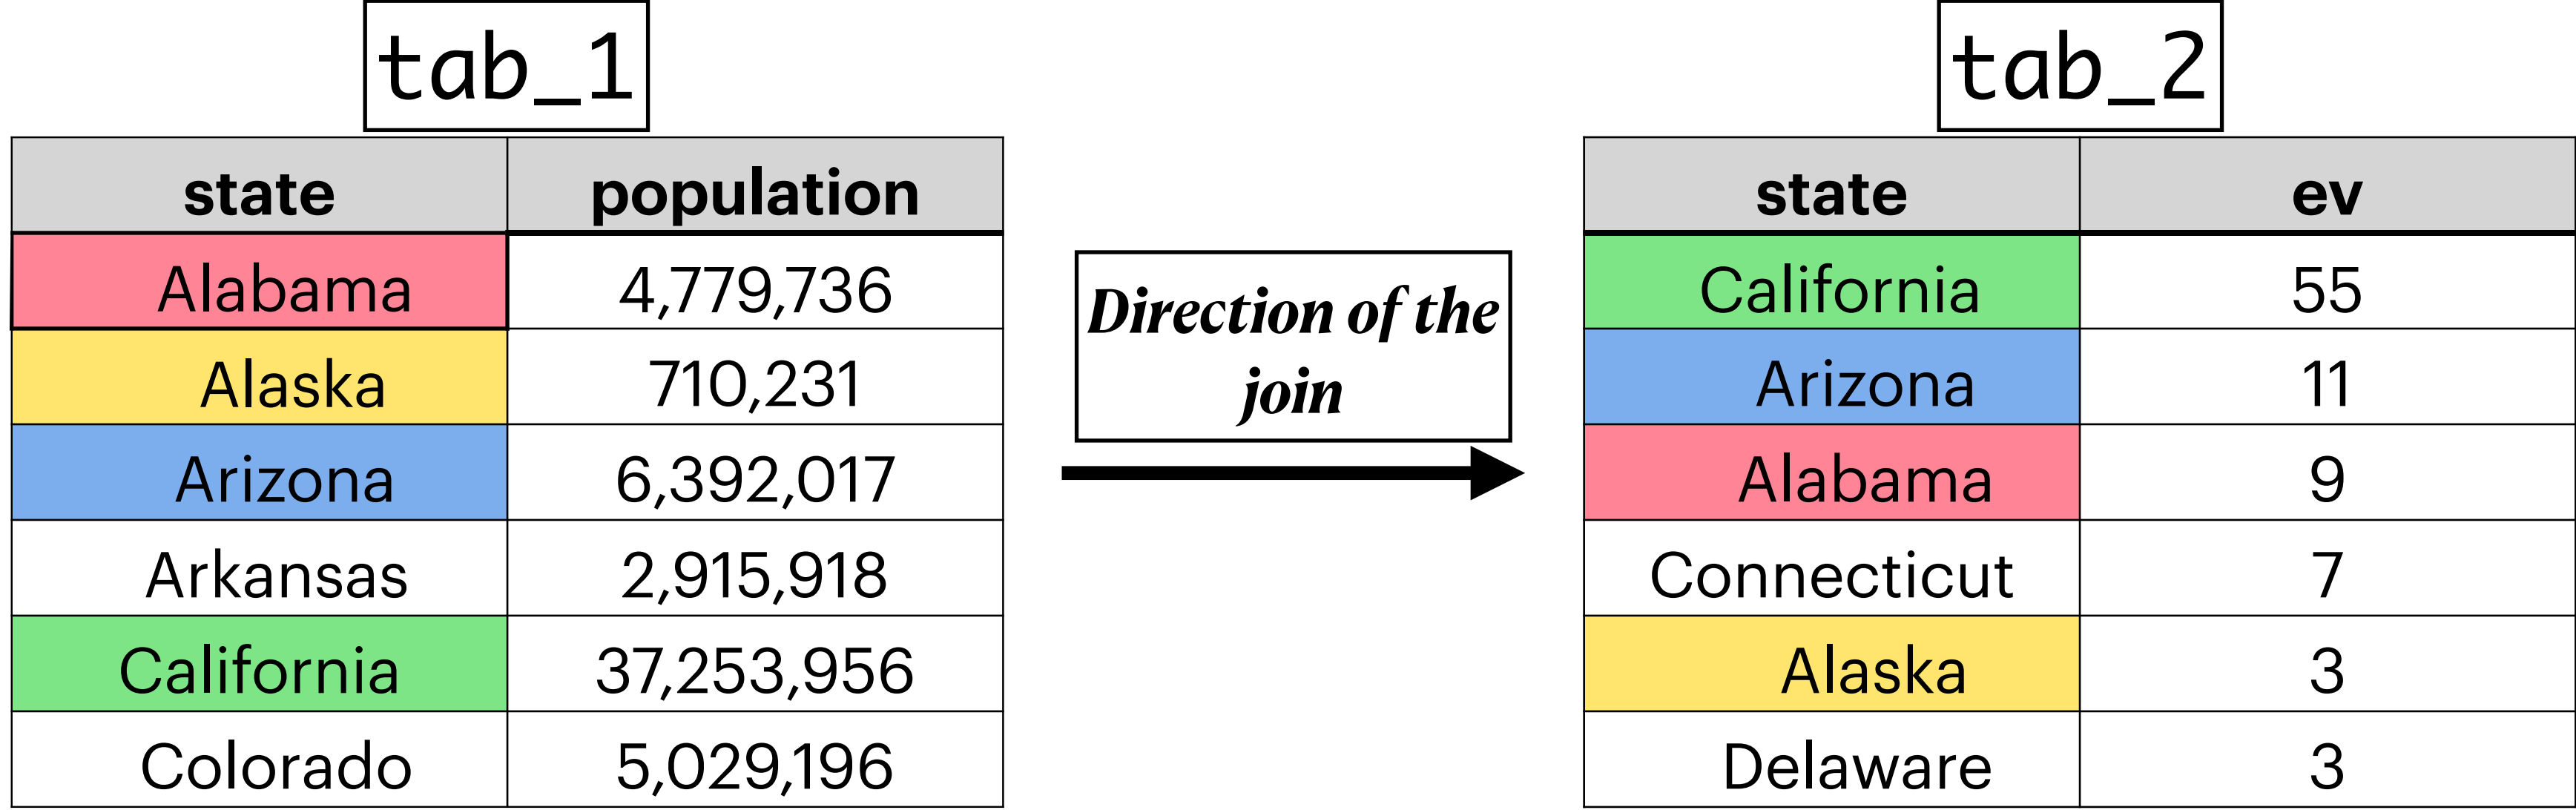 tab_1
state population
Alabama 4,779,736
Alaska 710,231
Arizona 6,392,017
Arkansas 2,915,918
California 37,253,956
Colorado 5,029,196
Direction of the
join
tab_2
state ev
California 55
Arizona 11
Alabama 9
Connecticut 7
Alaska 3
Delaware 3